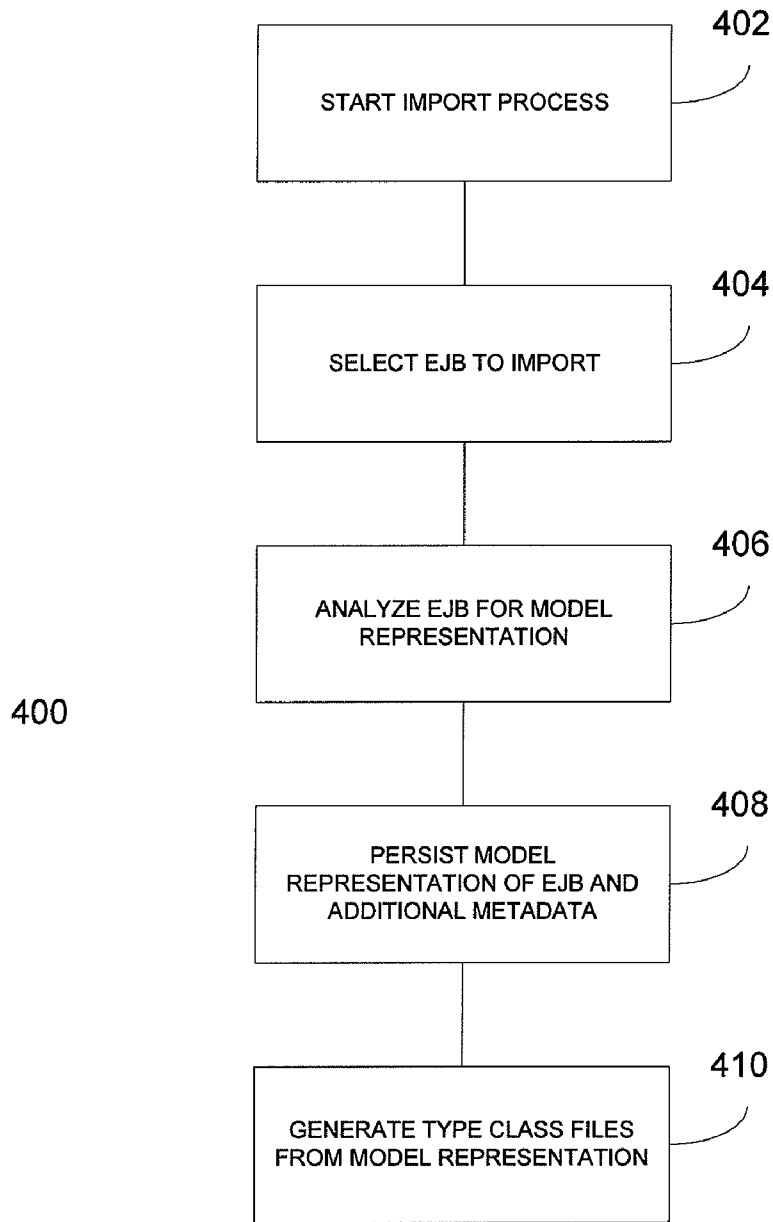 402
START IMPORT PROCESS
404
SELECT EJB TO IMPORT
406
ANALYZE EJB FOR MODEL
REPRESENTATION
400
408
PERSIST MODEL
REPRESENTATION OF EJB AND
ADDITIONAL METADATA
410
GENERATE TYPE CLASS FILES
FROM MODEL REPRESENTATION